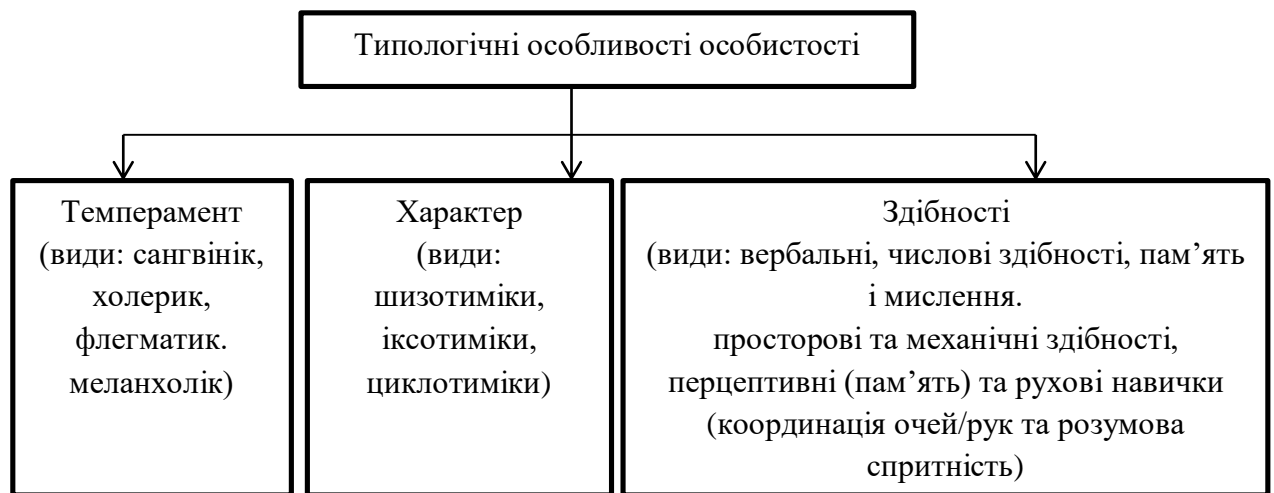 Типологічні особливості особистості
Темперамент
(види: сангвінік,
холерик,
флегматик.
меланхолік)
Характер
(види:
шизотиміки,
іксотиміки,
циклотиміки)
Здібності
(види: вербальні, числові здібності, пам’ять
і мислення.
просторові та механічні здібності,
перцептивні (пам’ять) та рухові навички
(координація очей/рук та розумова
спритність)